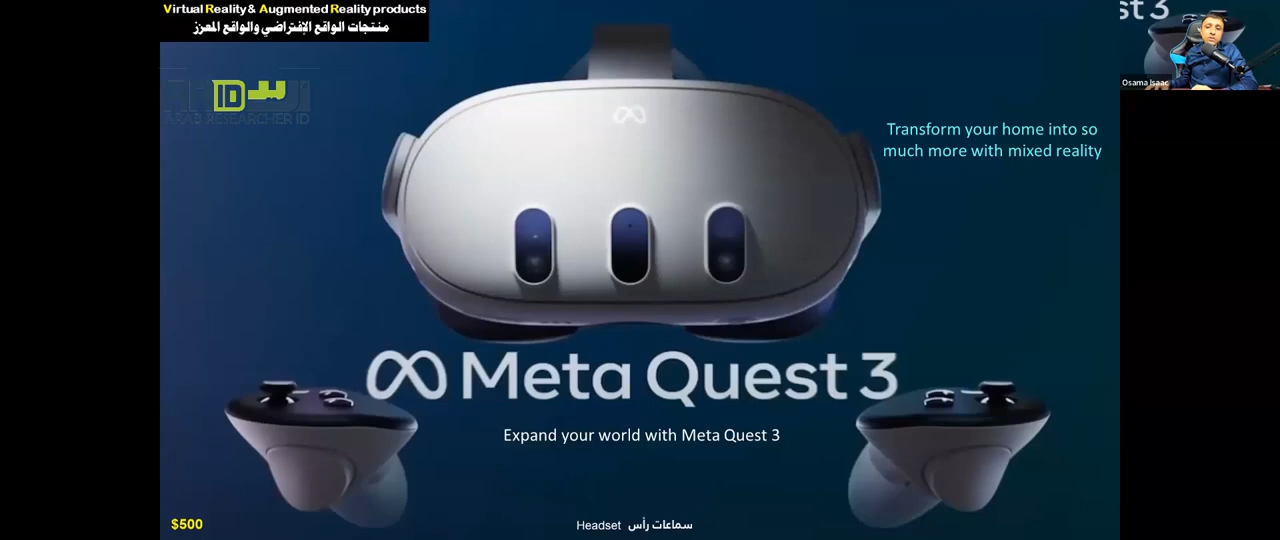 Virtual Reality & Augmented Reality products
منتجات الواقع الإفتراضي والواقع المعزز
st 3
Osama Isaac
ID
ARAB RESEARCHER ID
Transform your home into so
much more with mixed reality
Meta Quest 3
Expand your world with Meta Quest 3
$500
Headset سماعات رأس